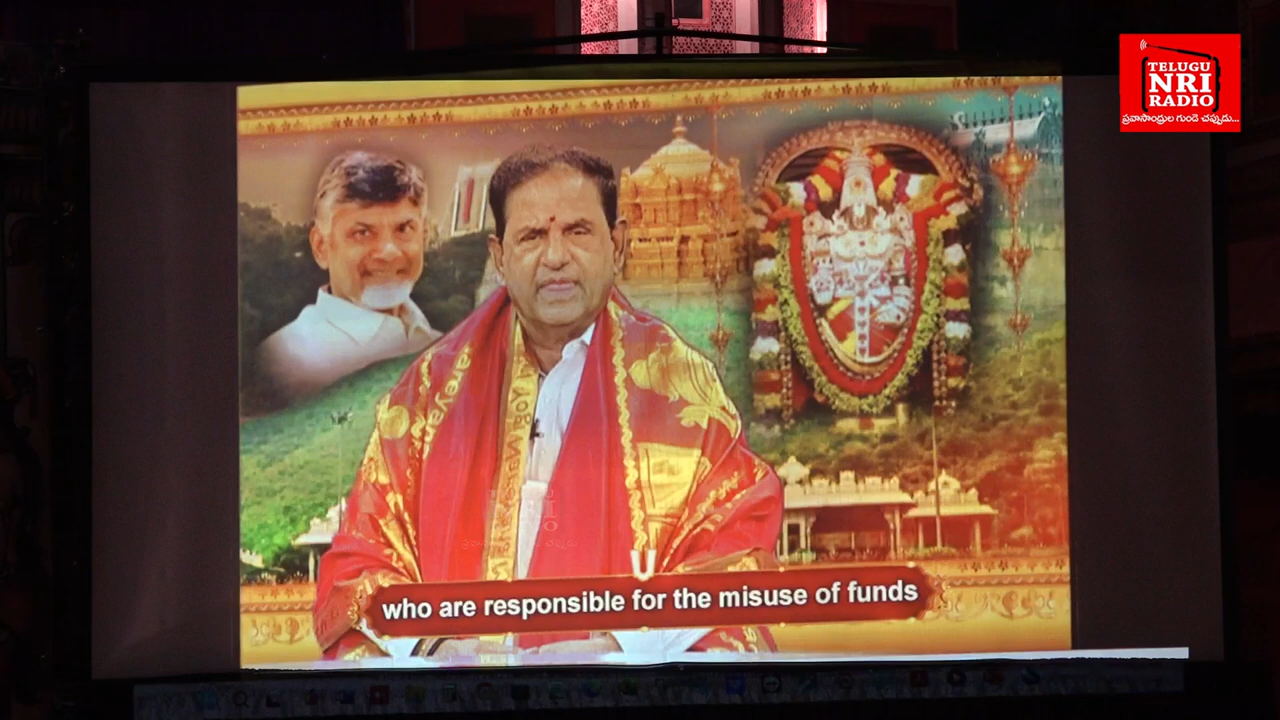 TELUGU
NRI
RADIO
ప్రవాసాంధ్రుల గుండె చప్పుడు...
who are responsible for the misuse of funds